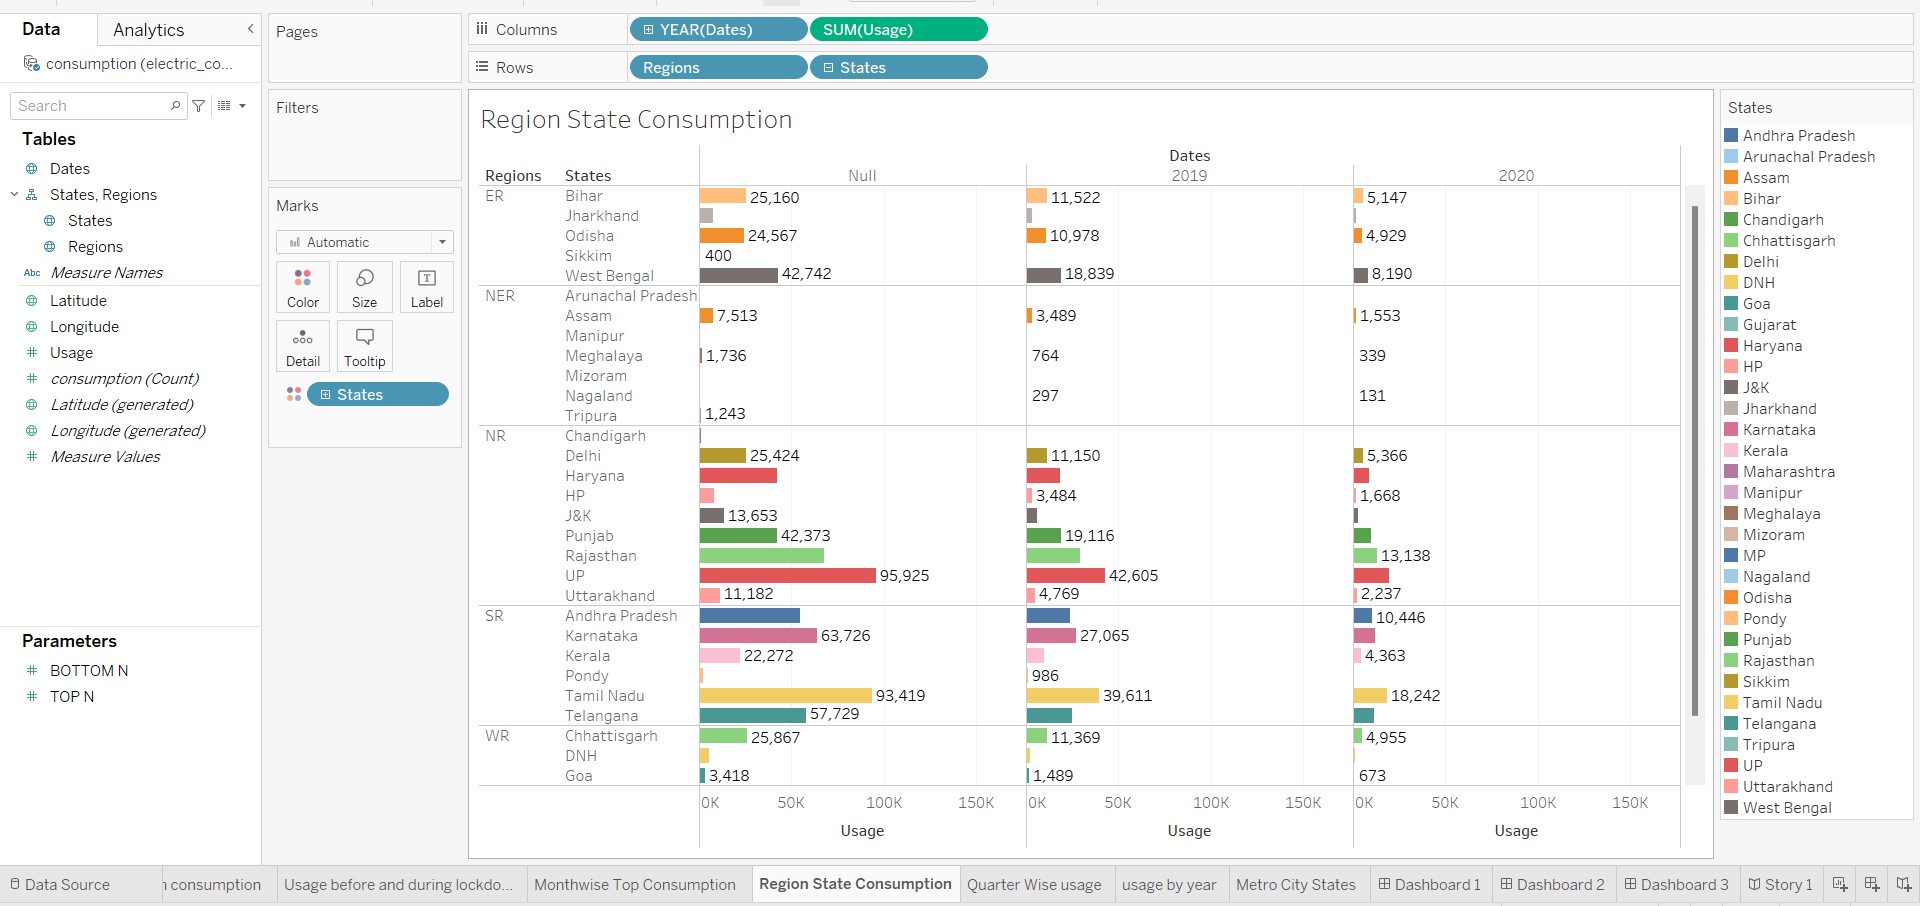 Data
Analytics
consumption (electric_co...
Search
Tables
Dates
States, Regions
States
Regions
Abc Measure Names
Latitude
Longitude
Usage
consumption (Count)
Latitude (generated)
Longitude (generated)
Measure Values
Parameters
BOTTOM N
TOP N
Pages
Filters
Marks
Automatic
Color Size Label
Detail Tooltip
States
Columns YEAR(Dates) SUM(Usage)
Rows Regions States
Region State Consumption
Dates
Regions States Null 2019 2020
ER Bihar 25,160 11,522 5,147
Jharkhand
Odisha 24,567 10,978 4,929
Sikkim 400
West Bengal 42,742 18,839 8,190
NER Arunachal Pradesh
Assam 7,513 3,489 1,553
Manipur
Meghalaya 1,736 764 339
Mizoram
Nagaland 297 131
Tripura 1,243
NR Chandigarh
Delhi 25,424 11,150 5,366
Haryana
HP 3,484 1,668
J&K 13,653
Punjab 42,373 19,116
Rajasthan 13,138
UP 95,925 42,605
Uttarakhand 11,182 4,769 2,237
SR Andhra Pradesh 10,446
Karnataka 63,726 27,065
Kerala 22,272 4,363
Pondy 986
Tamil Nadu 93,419 39,611 18,242
Telangana 57,729
WR Chhattisgarh 25,867 11,369 4,955
DNH
Goa 3,418 1,489 673
0K 50K 100K 150K 0K 50K 100K 150K 0K 50K 100K 150K
Usage Usage Usage
States
Andhra Pradesh
Arunachal Pradesh
Assam
Bihar
Chandigarh
Chhattisgarh
Delhi
DNH
Goa
Gujarat
Haryana
HP
J&K
Jharkhand
Karnataka
Kerala
Maharashtra
Manipur
Meghalaya
Mizoram
MP
Nagaland
Odisha
Pondy
Punjab
Rajasthan
Sikkim
Tamil Nadu
Telangana
Tripura
UP
Uttarakhand
West Bengal
Data Source consumption Usage before and during lockdo... Monthwise Top Consumption Region State Consumption Quarter Wise usage usage by year Metro City States Dashboard 1 Dashboard 2 Dashboard 3 Story 1